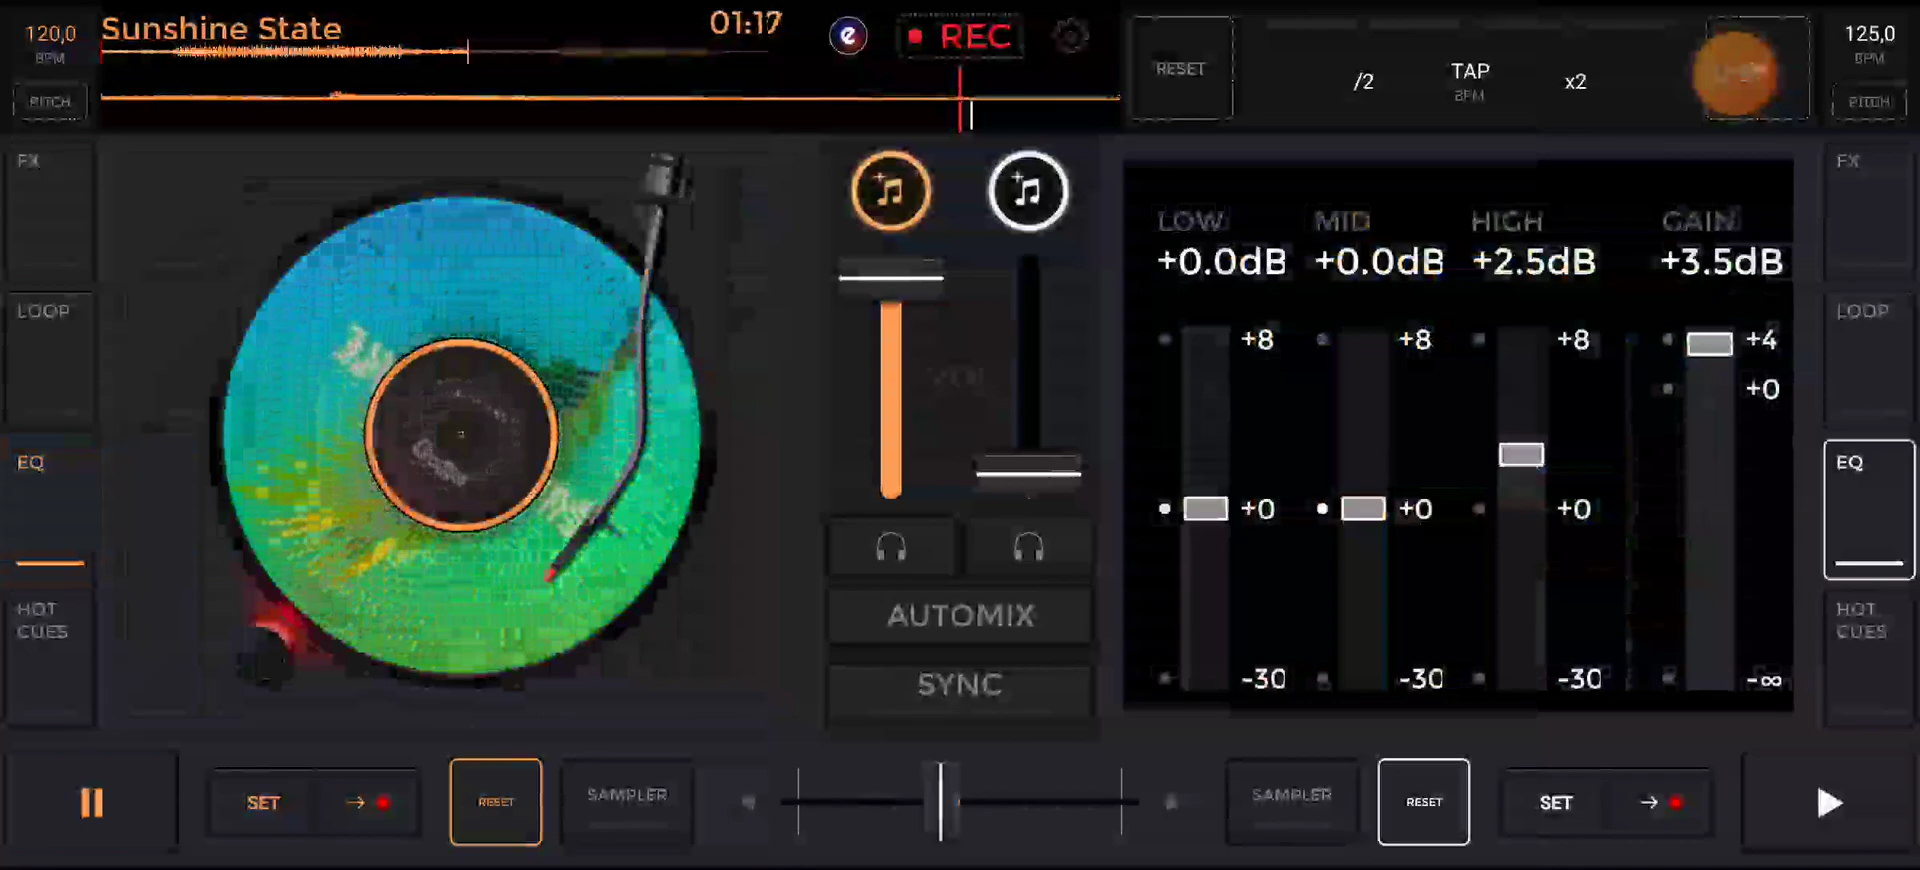 120,0
BPM
PITCH
Sunshine State
01:17
e
REC
RESET
/2
TAP
BPM
x2
125,0
BPM
PITCH
FX
LOOP
EQ
HOT
CUES
VOL
AUTOMIX
SYNC
LOW MID HIGH GAIN
+0.0dB +0.0dB +2.5dB +3.5dB
+8 +8 +8 +4
+0
+0 +0 +0
-30 -30 -30 -∞
FX
LOOP
EQ
HOT
CUES
SET
RESET
SAMPLER
SAMPLER
RESET
SET